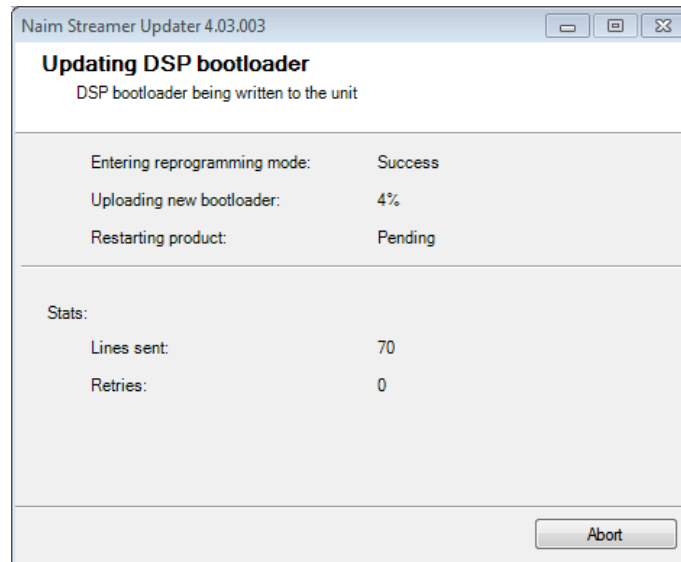 Naim Streamer Updater 4.03.003
Updating DSP bootloader
DSP bootloader being written to the unit
Entering reprogramming mode: Success
Uploading new bootloader: 4%
Restarting product: Pending
Stats:
Lines sent: 70
Retries: 0
Abort